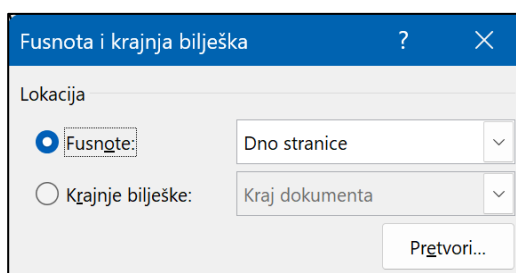 Fusnota i krajnja bilješka ?
Lokacija
Fusnote: Dno stranice
Krajnje bilješke: Kraj dokumenta
Pretvori...